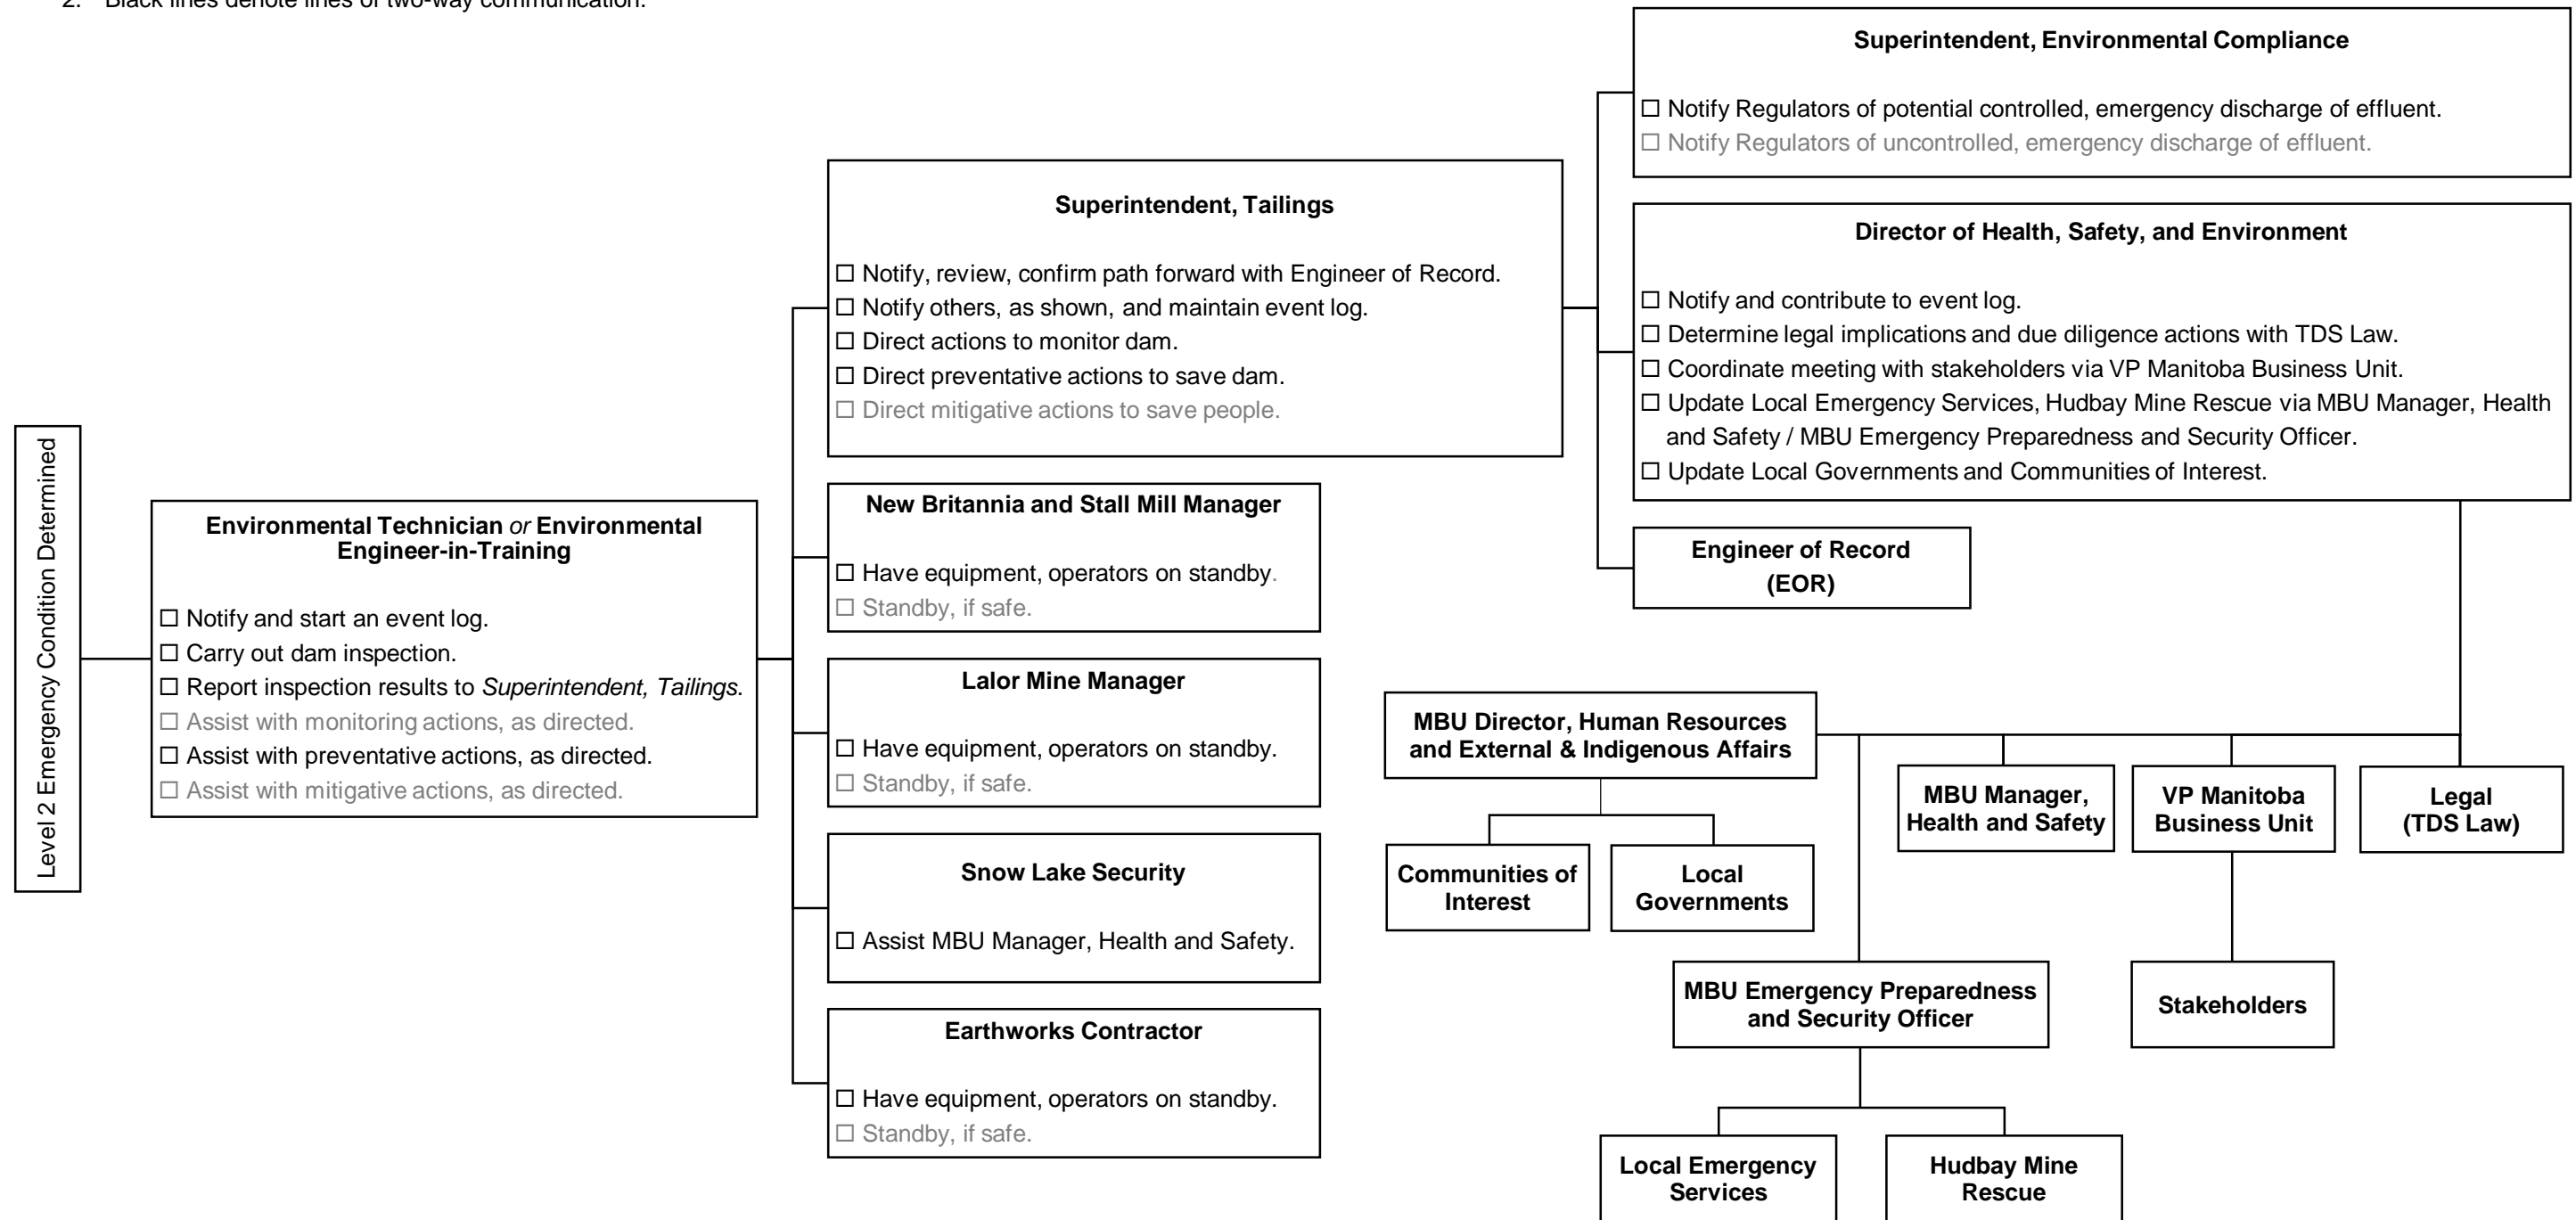 2. Black lines denote lines of two-way communication.
Level 2 Emergency Condition Determined
Environmental Technician or Environmental
Engineer-in-Training
☐ Notify and start an event log.
☐ Carry out dam inspection.
☐ Report inspection results to Superintendent, Tailings.
☐ Assist with monitoring actions, as directed.
☐ Assist with preventative actions, as directed.
☐ Assist with mitigative actions, as directed.
Superintendent, Tailings
☐ Notify, review, confirm path forward with Engineer of Record.
☐ Notify others, as shown, and maintain event log.
☐ Direct actions to monitor dam.
☐ Direct preventative actions to save dam.
☐ Direct mitigative actions to save people.
New Britannia and Stall Mill Manager
☐ Have equipment, operators on standby.
☐ Standby, if safe.
Lalor Mine Manager
☐ Have equipment, operators on standby.
☐ Standby, if safe.
Snow Lake Security
☐ Assist MBU Manager, Health and Safety.
Earthworks Contractor
☐ Have equipment, operators on standby.
☐ Standby, if safe.
Superintendent, Environmental Compliance
☐ Notify Regulators of potential controlled, emergency discharge of effluent.
☐ Notify Regulators of uncontrolled, emergency discharge of effluent.
Director of Health, Safety, and Environment
☐ Notify and contribute to event log.
☐ Determine legal implications and due diligence actions with TDS Law.
☐ Coordinate meeting with stakeholders via VP Manitoba Business Unit.
☐ Update Local Emergency Services, Hudbay Mine Rescue via MBU Manager, Health
and Safety / MBU Emergency Preparedness and Security Officer.
☐ Update Local Governments and Communities of Interest.
Engineer of Record
(EOR)
MBU Director, Human Resources
and External & Indigenous Affairs
Communities of
Interest
Local
Governments
MBU Manager,
Health and Safety
VP Manitoba
Business Unit
Legal
(TDS Law)
MBU Emergency Preparedness
and Security Officer
Stakeholders
Local Emergency
Services
Hudbay Mine
Rescue